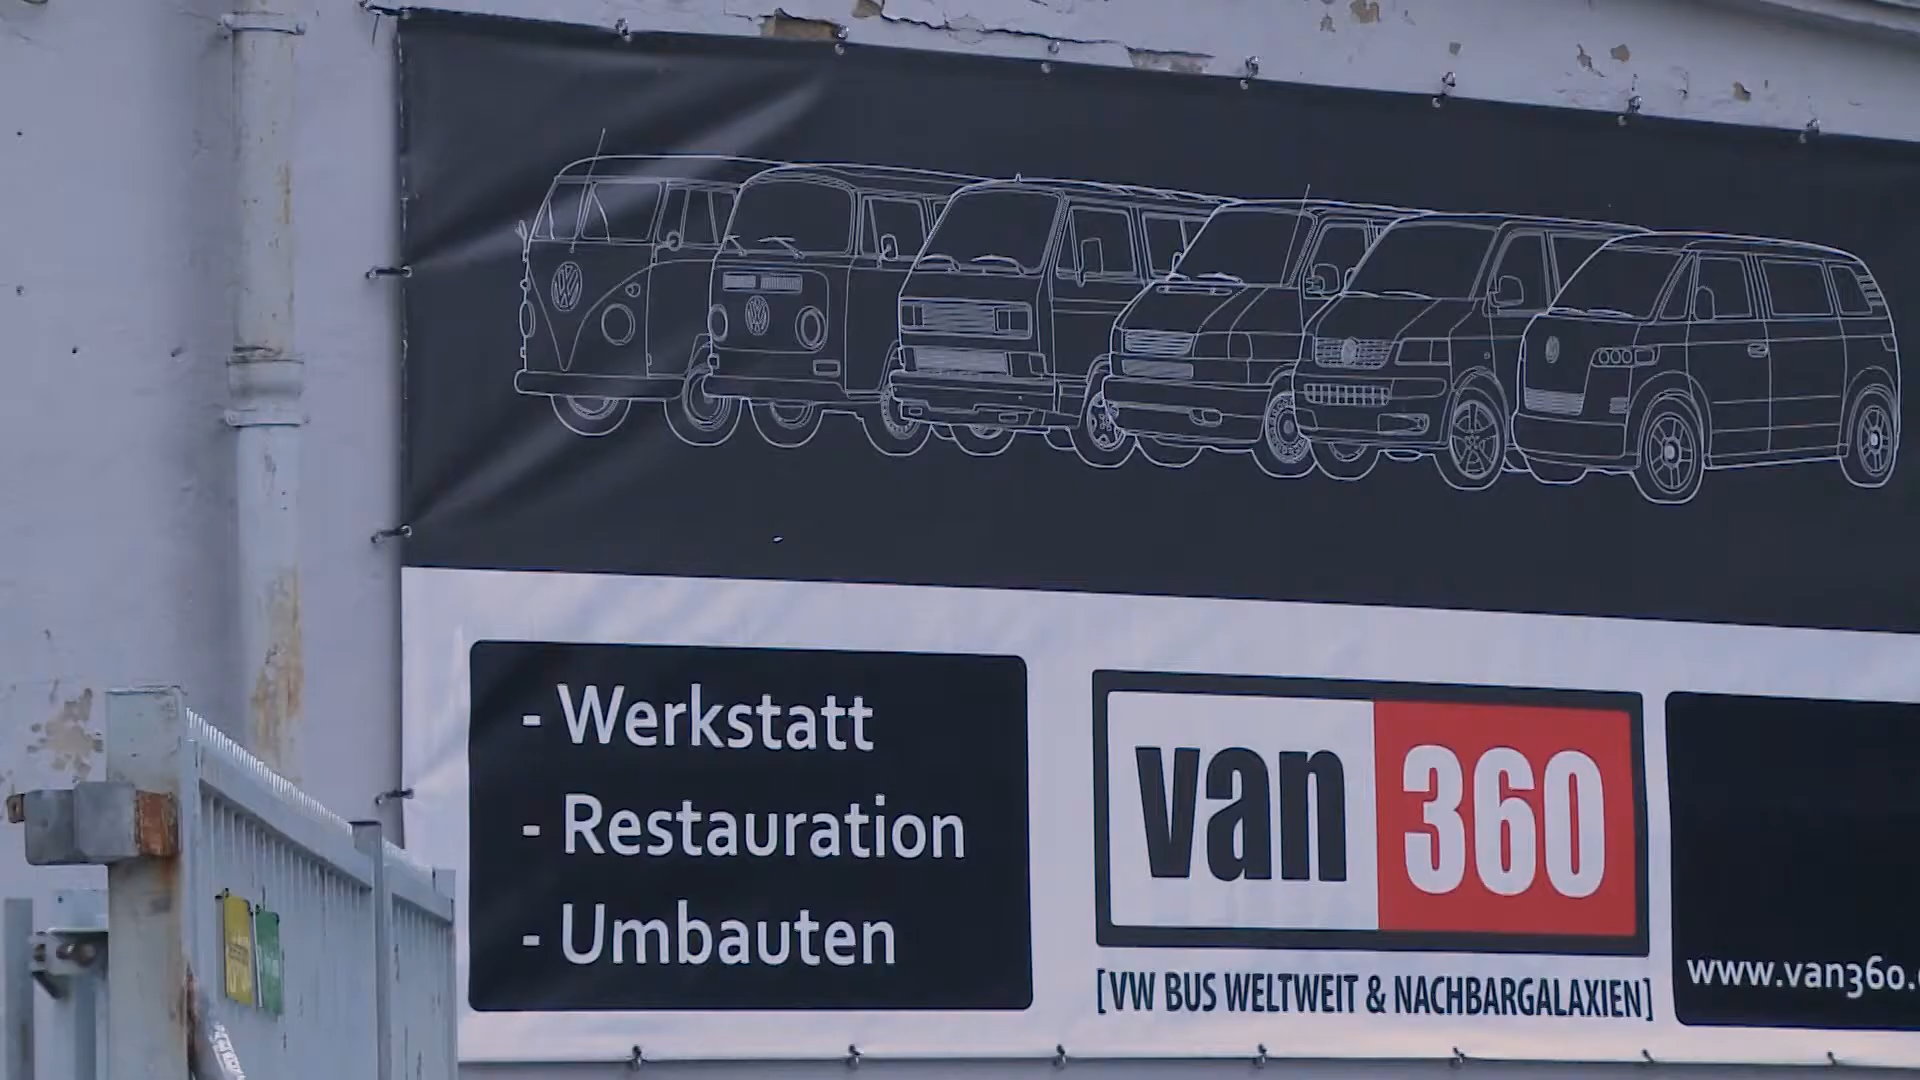 - Werkstatt
- Restauration
- Umbauten
van 360
[VW BUS WELTWEIT & NACHBARGALAXIEN]
www.van360.